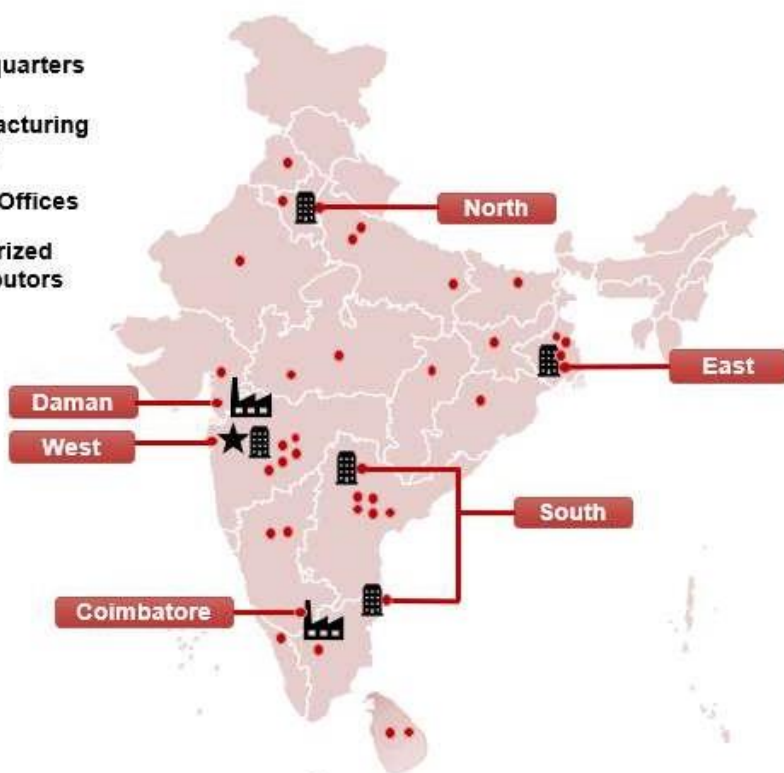 quarters
acturing
Offices
rized
butors
North
East
Daman
West
South
Coimbatore